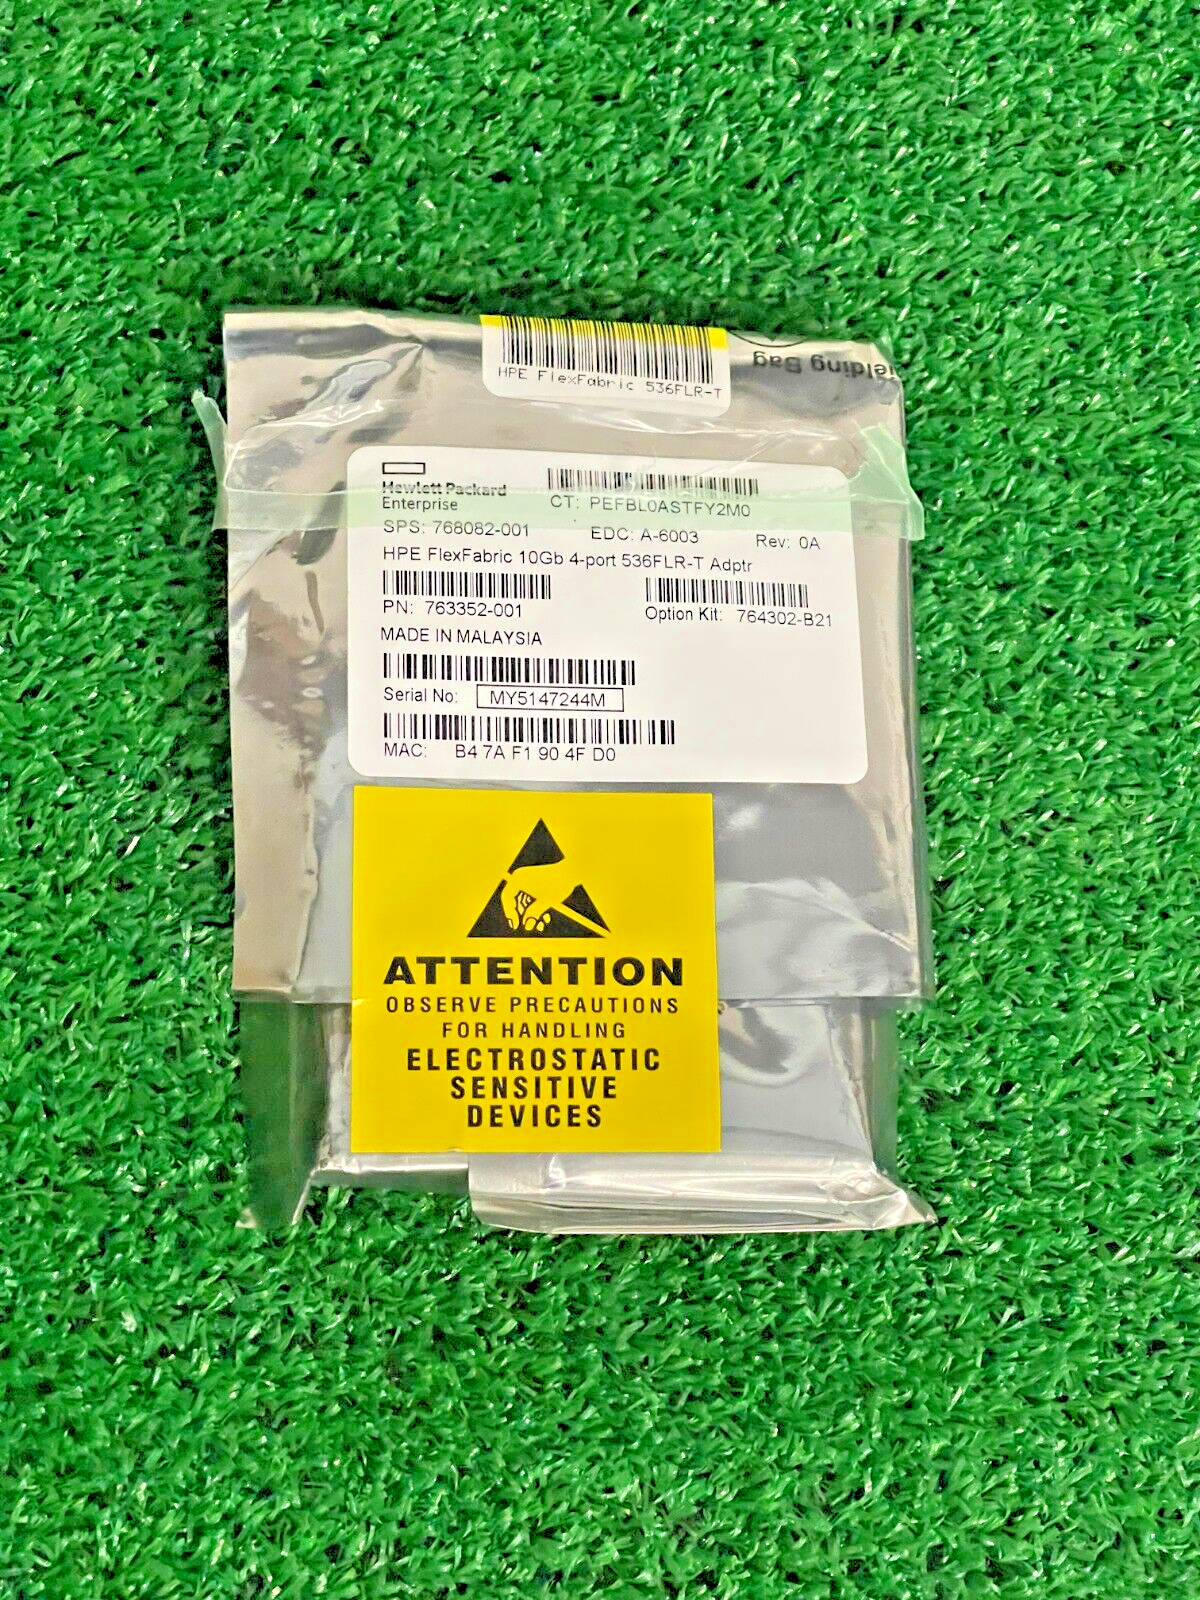 HPE FlexFabric 536FLR-T
ielding Bag
Hewlett Packard
Enterprise
CT: PEFBL0ASTFY2M0
SPS: 768082-001 EDC: A-6003 Rev: 0A
HPE FlexFabric 10Gb 4-port 536FLR-T Adptr
PN: 763352-001 Option Kit: 764302-B21
MADE IN MALAYSIA
Serial No: MY5147244M
MAC: B4 7A F1 90 4F D0
ATTENTION
OBSERVE PRECAUTIONS
FOR HANDLING
ELECTROSTATIC
SENSITIVE
DEVICES